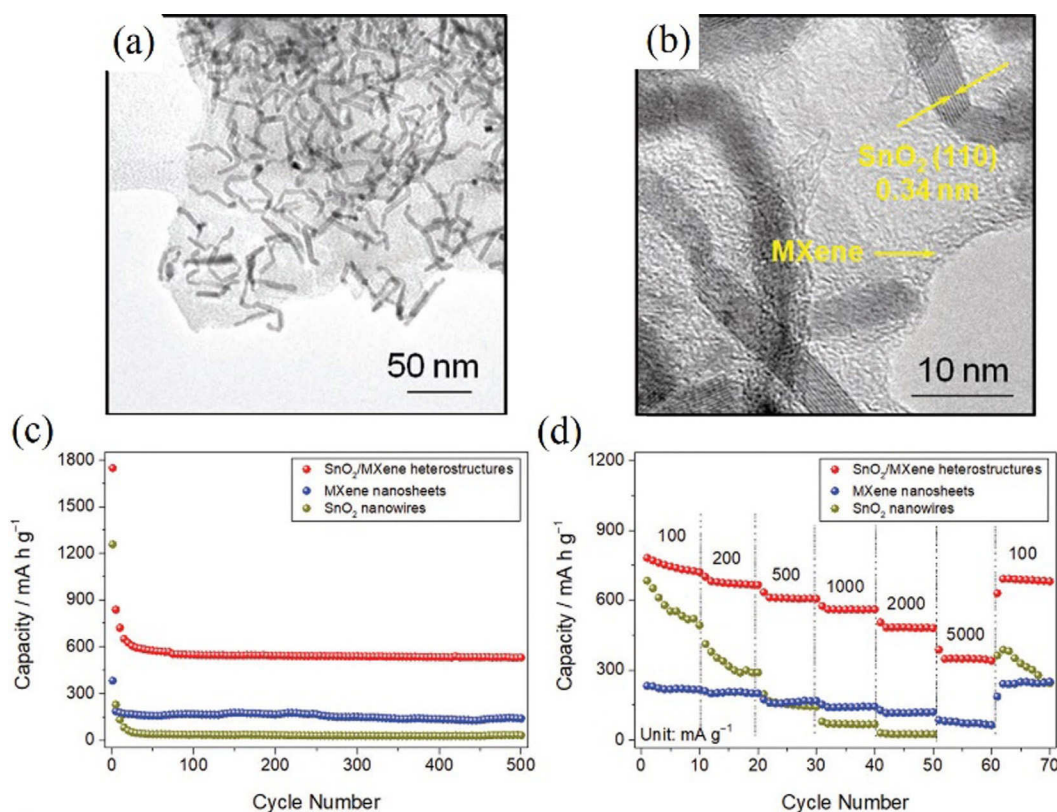 (a)
50 nm
(b)
SnO₂ (110)
0.34 nm
MXene
10 nm
(c)
1800
1500
1200
900
600
300
0
Capacity / mA h g⁻¹
SnO₂/MXene heterostructures
MXene nanosheets
SnO₂ nanowires
0 100 200 300 400 500
Cycle Number
(d)
1200
900
600
300
0
Capacity / mA h g⁻¹
SnO₂/MXene heterostructures
MXene nanosheets
SnO₂ nanowires
100 200 500 1000 2000 5000 100
Unit: mA g⁻¹
0 10 20 30 40 50 60 70
Cycle Number